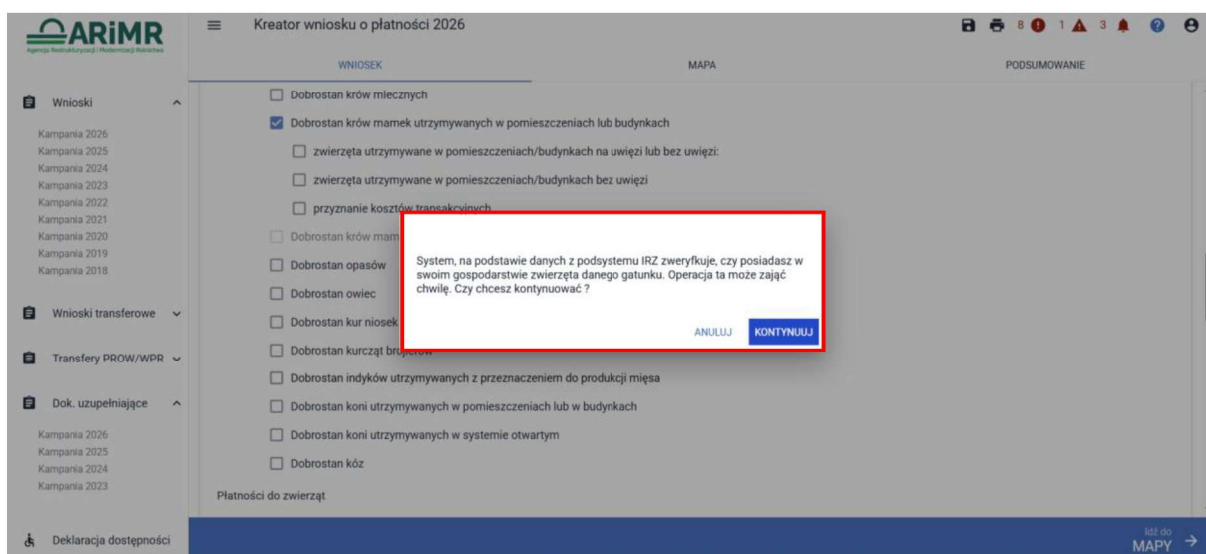 ARiMR
Agencja Restrukturyzacji i Modernizacji Rolnictwa
Kreator wniosku o płatności 2026
8 1 3
WNIOSEK MAPA PODSUMOWANIE
Wnioski
Kampania 2026
Kampania 2025
Kampania 2024
Kampania 2023
Kampania 2022
Kampania 2021
Kampania 2020
Kampania 2019
Kampania 2018
Wnioski transferowe
Transfery PROW/WPR
Dok. uzupełniające
Kampania 2026
Kampania 2025
Kampania 2024
Kampania 2023
Deklaracja dostępności
Dobrostan krów mlecznych
Dobrostan krów mamek utrzymywanych w pomieszczeniach lub budynkach
zwierzęta utrzymywane w pomieszczeniach/budynkach na uwięzi lub bez uwięzi:
zwierzęta utrzymywane w pomieszczeniach/budynkach bez uwięzi
przyznanie kosztów transakcyjnych
Dobrostan krów mam
Dobrostan opasów
Dobrostan owiec
Dobrostan kur niosek
Dobrostan kurcząt brojlerów
Dobrostan indyków utrzymywanych z przeznaczeniem do produkcji mięsa
Dobrostan koni utrzymywanych w pomieszczeniach lub w budynkach
Dobrostan koni utrzymywanych w systemie otwartym
Dobrostan kóz
Płatności do zwierząt
System, na podstawie danych z podsystemu IRZ zweryfkuje, czy posiadasz w
swoim gospodarstwie zwierzęta danego gatunku. Operacja ta może zająć
chwilę. Czy chcesz kontynuować ?
ANULUJ KONTYNUUJ
Idź do
MAPY